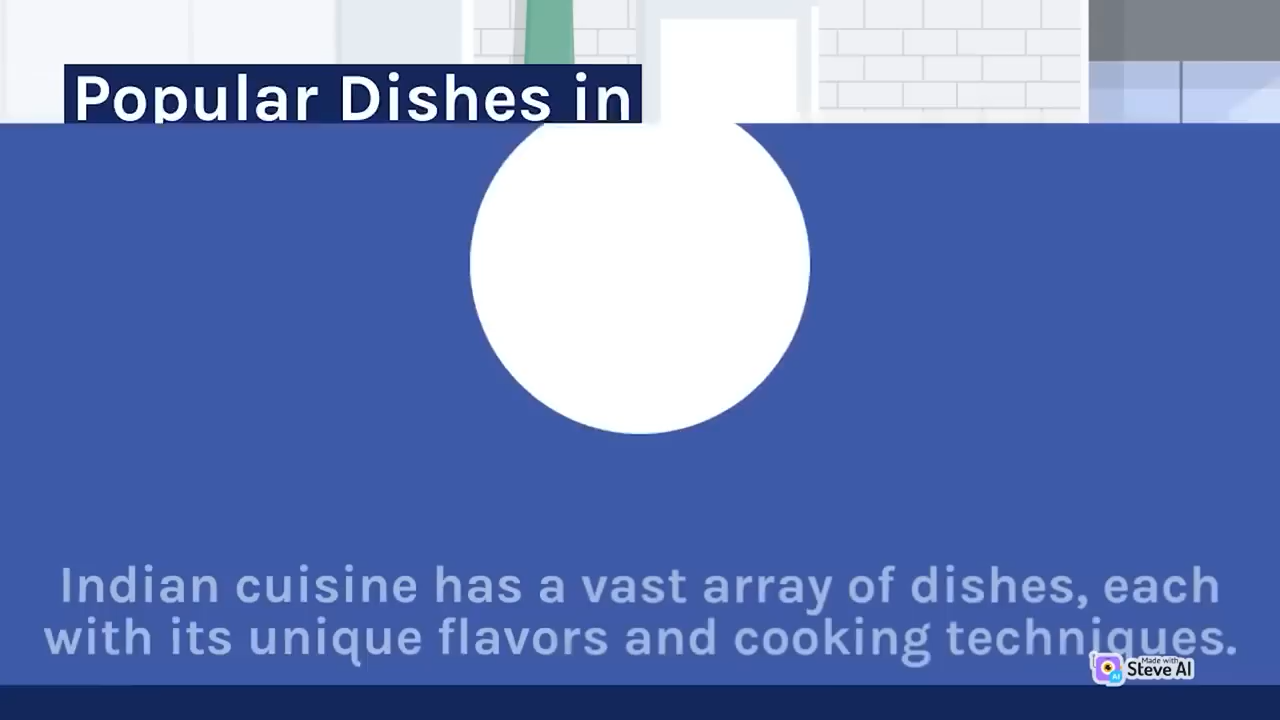 Popular Dishes in
Indian cuisine has a vast array of dishes, each
with its unique flavors and cooking techniques.
Made with
Steve AI
AI